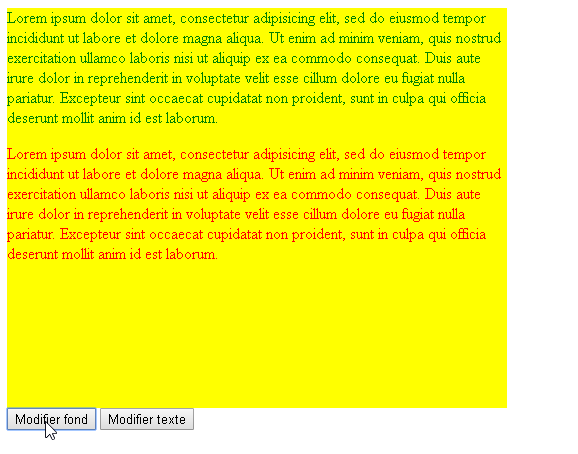 Lorem ipsum dolor sit amet, consectetur adipisicing elit, sed do eiusmod tempor
incididunt ut labore et dolore magna aliqua. Ut enim ad minim veniam, quis nostrud
exercitation ullamco laboris nisi ut aliquip ex ea commodo consequat. Duis aute
irure dolor in reprehenderit in voluptate velit esse cillum dolore eu fugiat nulla
pariatur. Excepteur sint occaecat cupidatat non proident, sunt in culpa qui officia
deserunt mollit anim id est laborum.
Lorem ipsum dolor sit amet, consectetur adipisicing elit, sed do eiusmod tempor
incididunt ut labore et dolore magna aliqua. Ut enim ad minim veniam, quis nostrud
exercitation ullamco laboris nisi ut aliquip ex ea commodo consequat. Duis aute
irure dolor in reprehenderit in voluptate velit esse cillum dolore eu fugiat nulla
pariatur. Excepteur sint occaecat cupidatat non proident, sunt in culpa qui officia
deserunt mollit anim id est laborum.
Modifier fond Modifier texte